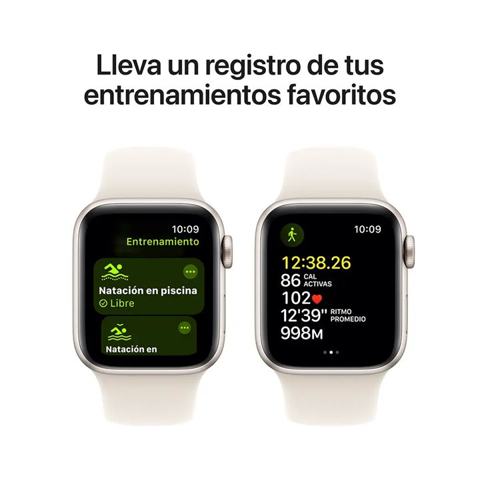 Lleva un registro de tus
entrenamientos favoritos
10:09
Entrenamiento
Natación en piscina
Libre
Natación en
10:09
12:38.26
86 CAL ACTIVAS
102
12'39" RITMO PROMEDIO
998M